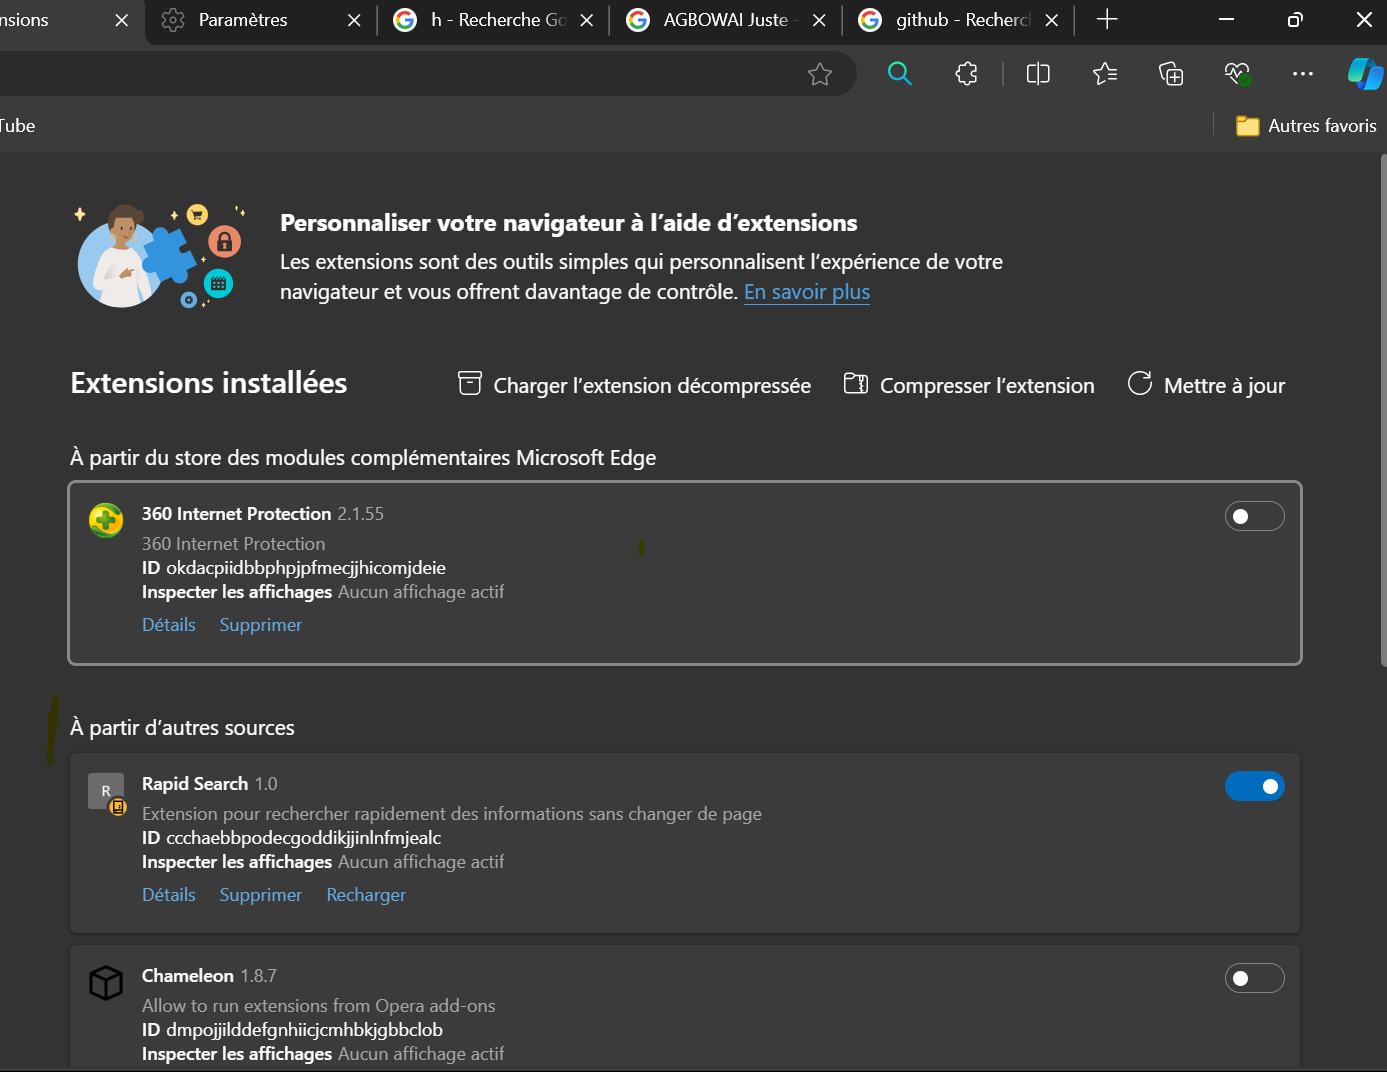 nsions
Paramètres
h - Recherche Go
AGBOWAI Juste -
github - Recherc
Tube
Autres favoris
Personnaliser votre navigateur à l’aide d’extensions
Les extensions sont des outils simples qui personnalisent l’expérience de votre
navigateur et vous offrent davantage de contrôle. En savoir plus
Extensions installées
Charger l’extension décompressée
Compresser l’extension
Mettre à jour
À partir du store des modules complémentaires Microsoft Edge
360 Internet Protection 2.1.55
360 Internet Protection
ID okdacpiidbbphpjpfmecjjhicomjdeie
Inspecter les affichages Aucun affichage actif
Détails Supprimer
À partir d’autres sources
R
Rapid Search 1.0
Extension pour rechercher rapidement des informations sans changer de page
ID ccchaebbpodecgoddikjjinlnfmjealc
Inspecter les affichages Aucun affichage actif
Détails Supprimer Recharger
Chameleon 1.8.7
Allow to run extensions from Opera add-ons
ID dmpojjilddefgnhiicjcmhbkjgbbclob
Inspecter les affichages Aucun affichage actif